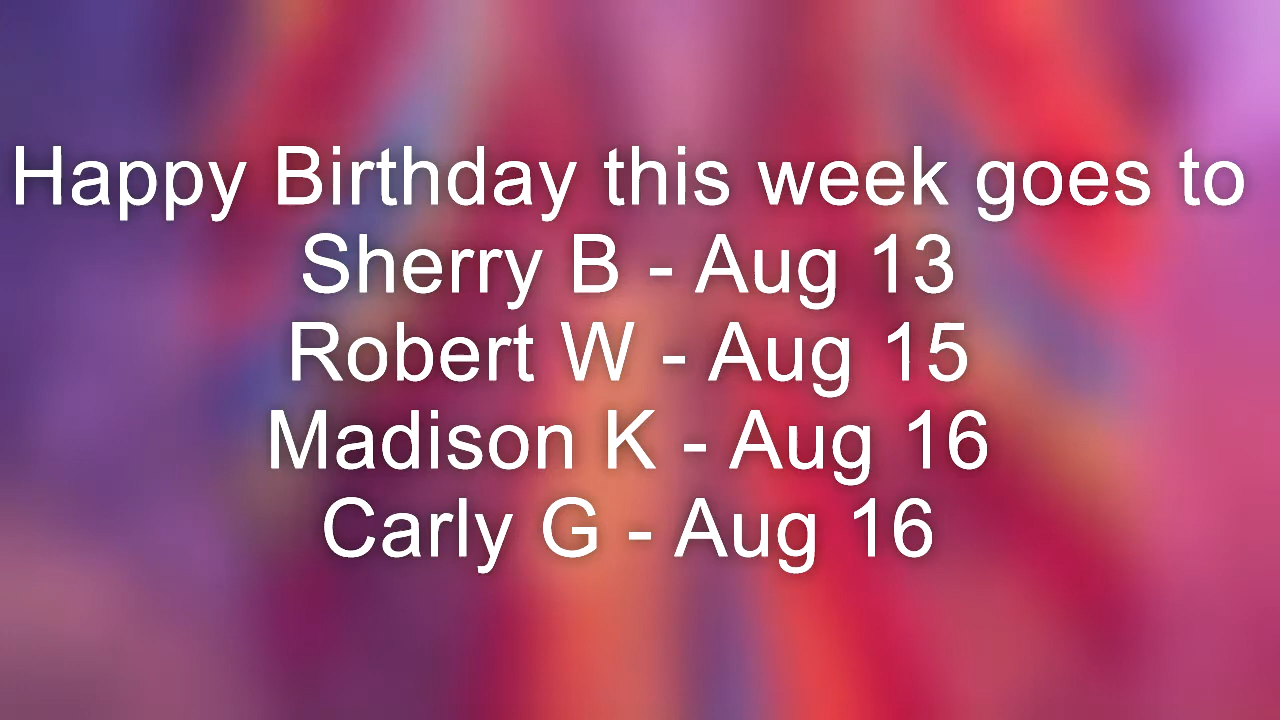 Happy Birthday this week goes to
Sherry B - Aug 13
Robert W - Aug 15
Madison K - Aug 16
Carly G - Aug 16